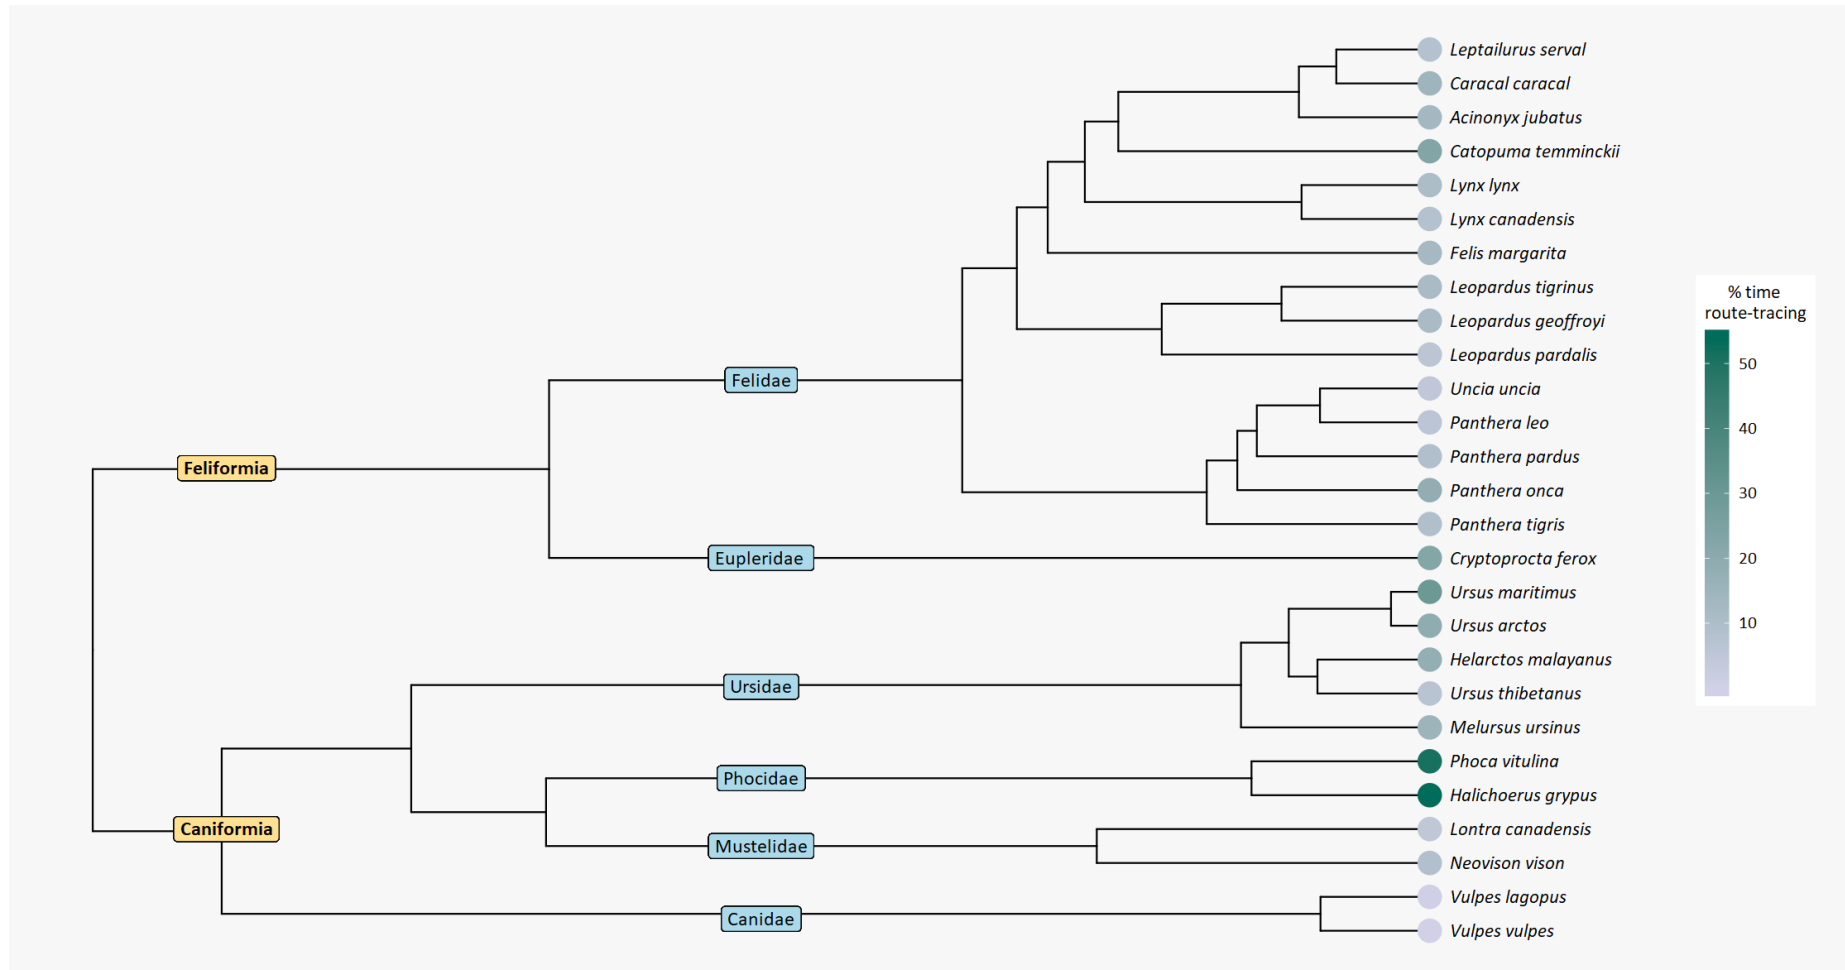 Leptailurus serval
Caracal caracal
Acinonyx jubatus
Catopuma temminckii
Lynx lynx
Lynx canadensis
Felis margarita
Leopardus tigrinus
Leopardus geoffroyi
Leopardus pardalis
Uncia uncia
Panthera leo
Panthera pardus
Panthera onca
Panthera tigris
Cryptoprocta ferox
Ursus maritimus
Ursus arctos
Helarctos malayanus
Ursus thibetanus
Melursus ursinus
Phoca vitulina
Halichoerus grypus
Lontra canadensis
Neovison vison
Vulpes lagopus
Vulpes vulpes
Felidae
Feliformia
Eupleridae
Ursidae
Phocidae
Caniformia
Mustelidae
Canidae
% time
route-tracing
50
40
30
20
10